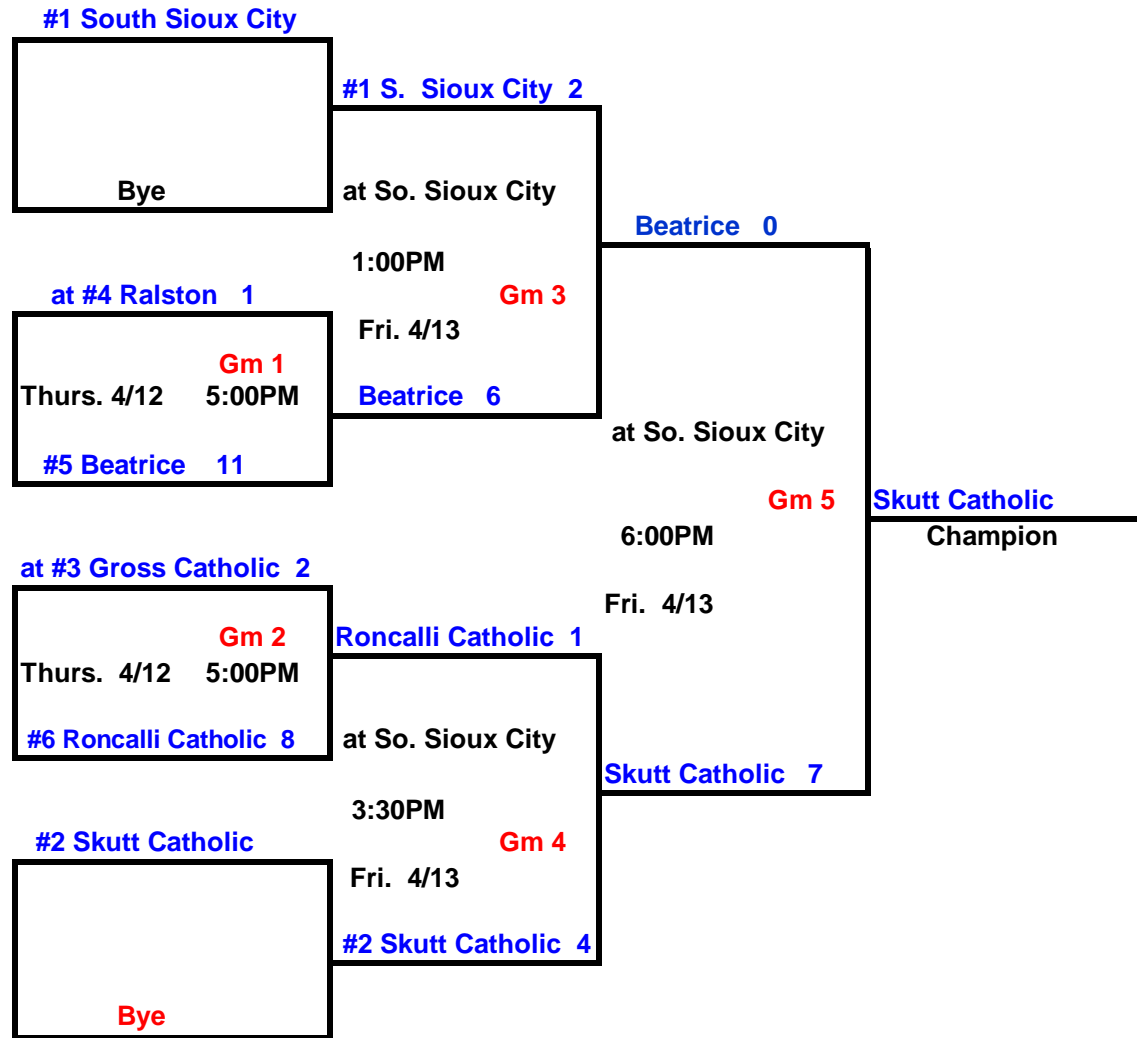 #1 South Sioux City
#1 S. Sioux City 2
Bye
at So. Sioux City
Beatrice 0
1:00PM
at #4 Ralston 1
Gm 3
Fri. 4/13
Gm 1
Thurs. 4/12 5:00PM
Beatrice 6
at So. Sioux City
#5 Beatrice 11
Gm 5
Skutt Catholic
6:00PM
Champion
at #3 Gross Catholic 2
Fri. 4/13
Gm 2
Roncalli Catholic 1
Thurs. 4/12 5:00PM
#6 Roncalli Catholic 8
at So. Sioux City
Skutt Catholic 7
3:30PM
#2 Skutt Catholic
Gm 4
Fri. 4/13
#2 Skutt Catholic 4
Bye